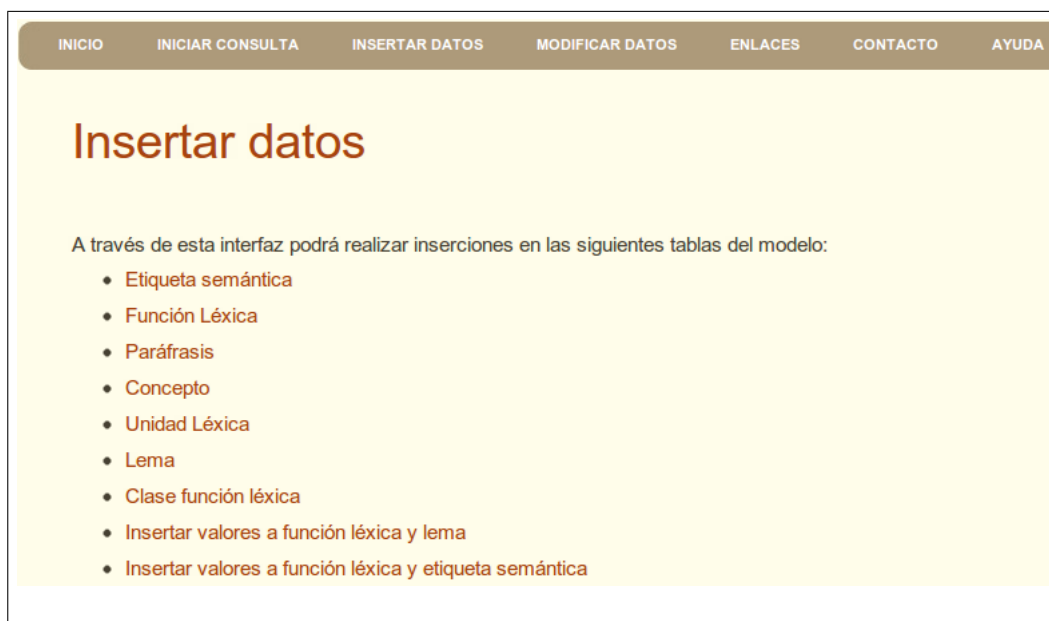 INICIO INICIAR CONSULTA INSERTAR DATOS MODIFICAR DATOS ENLACES CONTACTO AYUDA
Insertar datos
A través de esta interfaz podrá realizar inserciones en las siguientes tablas del modelo:
Etiqueta semántica
Función Léxica
Paráfrasis
Concepto
Unidad Léxica
Lema
Clase función léxica
Insertar valores a función léxica y lema
Insertar valores a función léxica y etiqueta semántica